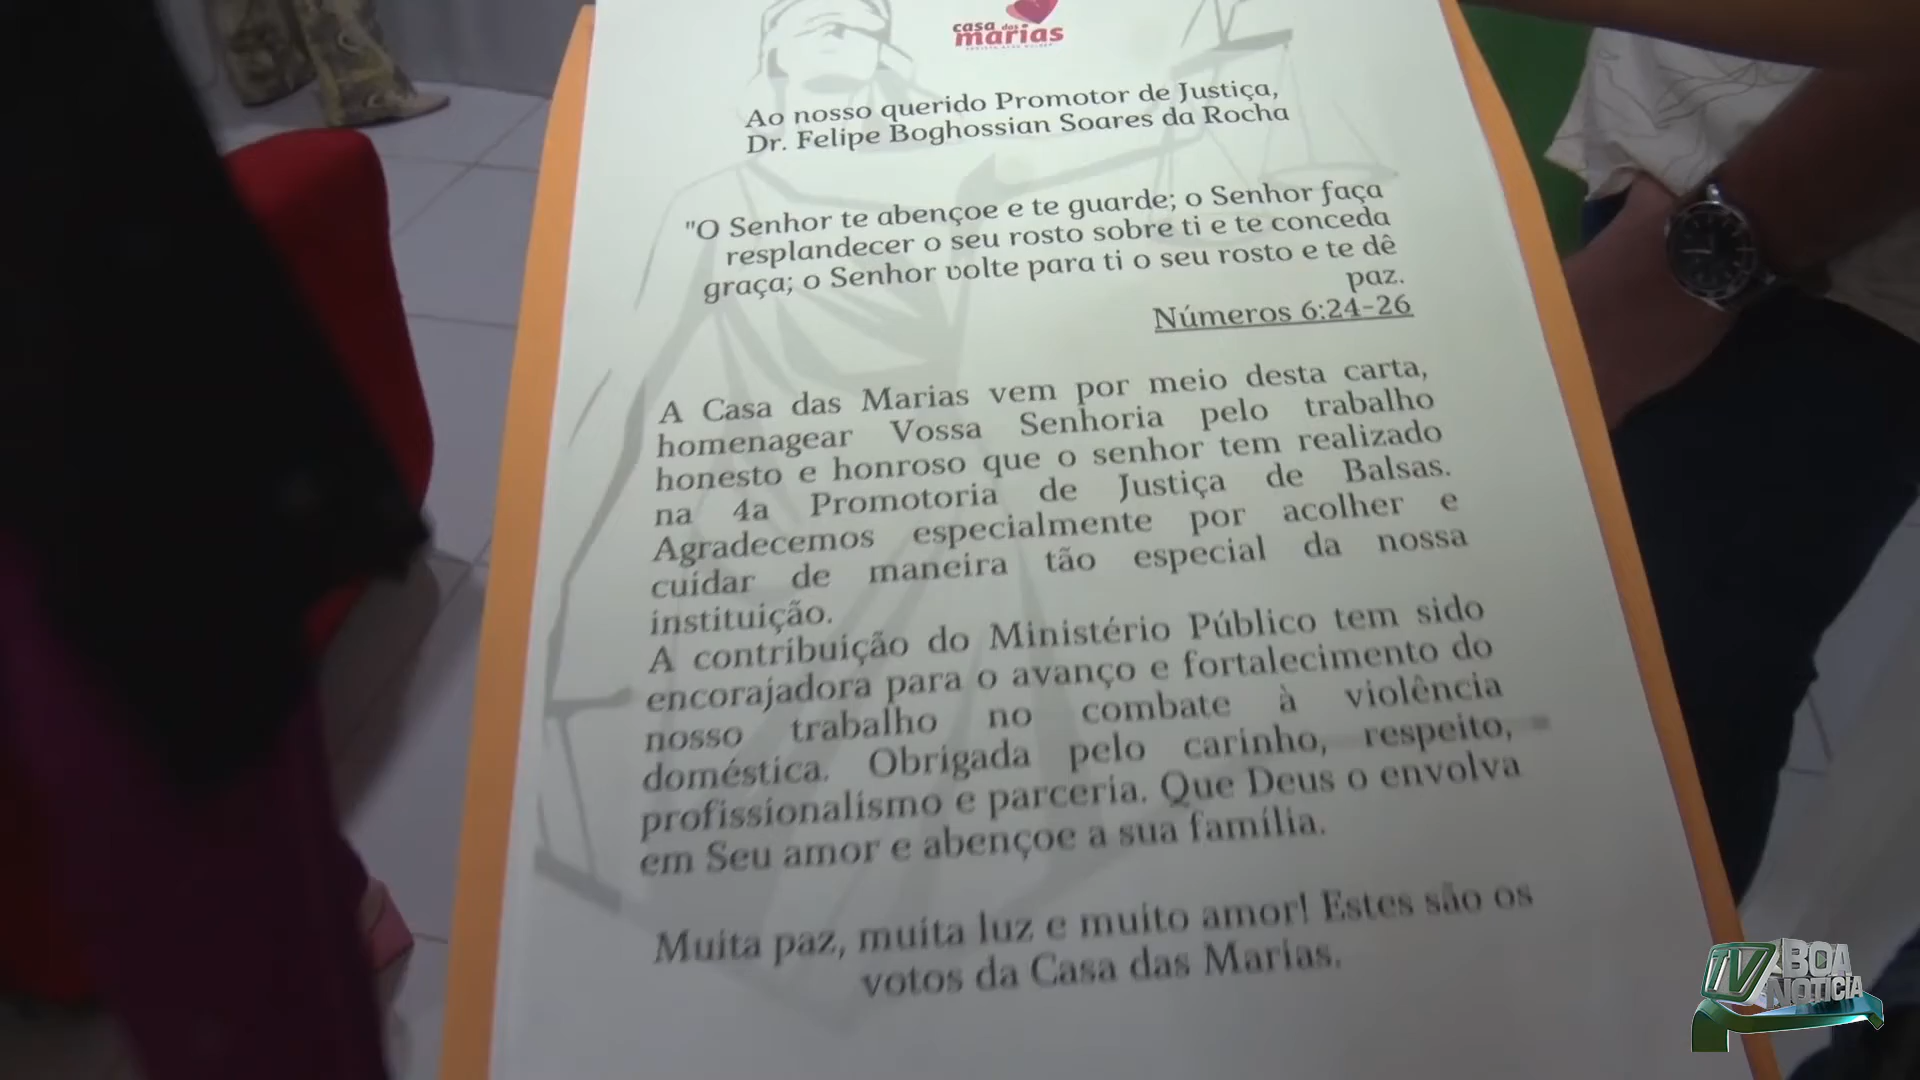 casa das
marias
Ao nosso querido Promotor de Justiça,
Dr. Felipe Boghossian Soares da Rocha
"O Senhor te abençoe e te guarde; o Senhor faça
resplandecer o seu rosto sobre ti e te conceda
graça; o Senhor volte para ti o seu rosto e te dê
paz.
Números 6:24-26
A Casa das Marias vem por meio desta carta,
homenagear Vossa Senhoria pelo trabalho
honesto e honroso que o senhor tem realizado
na 4a Promotoria de Justiça de Balsas.
Agradecemos especialmente por acolher e
cuidar de maneira tão especial da nossa
instituição.
A contribuição do Ministério Público tem sido
encorajadora para o avanço e fortalecimento do
nosso trabalho no combate à violência
doméstica. Obrigada pelo carinho, respeito,
profissionalismo e parceria. Que Deus o envolva
em Seu amor e abençoe a sua família.
Muita paz, muita luz e muito amor! Estes são os
votos da Casa das Marias.
TV BOA
NOTÍCIA